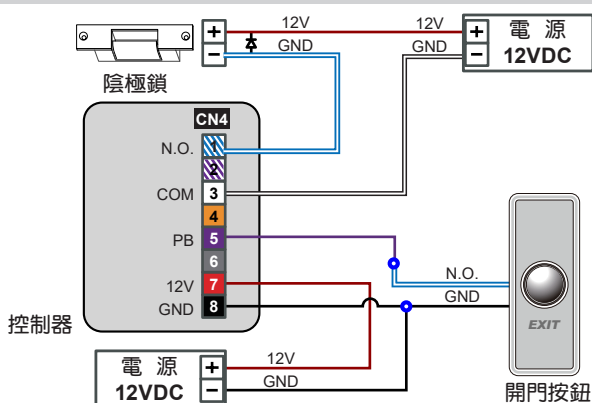 12V
12V
+
+
電 源
GND
GND
−
−
12VDC
陰極鎖
CN4
N.O.
1
2
COM
3
4
PB
5
6
N.O.
12V
7
GND
GND
8
EXIT
控制器
電 源
+
12V
12VDC
−
GND
開門按鈕